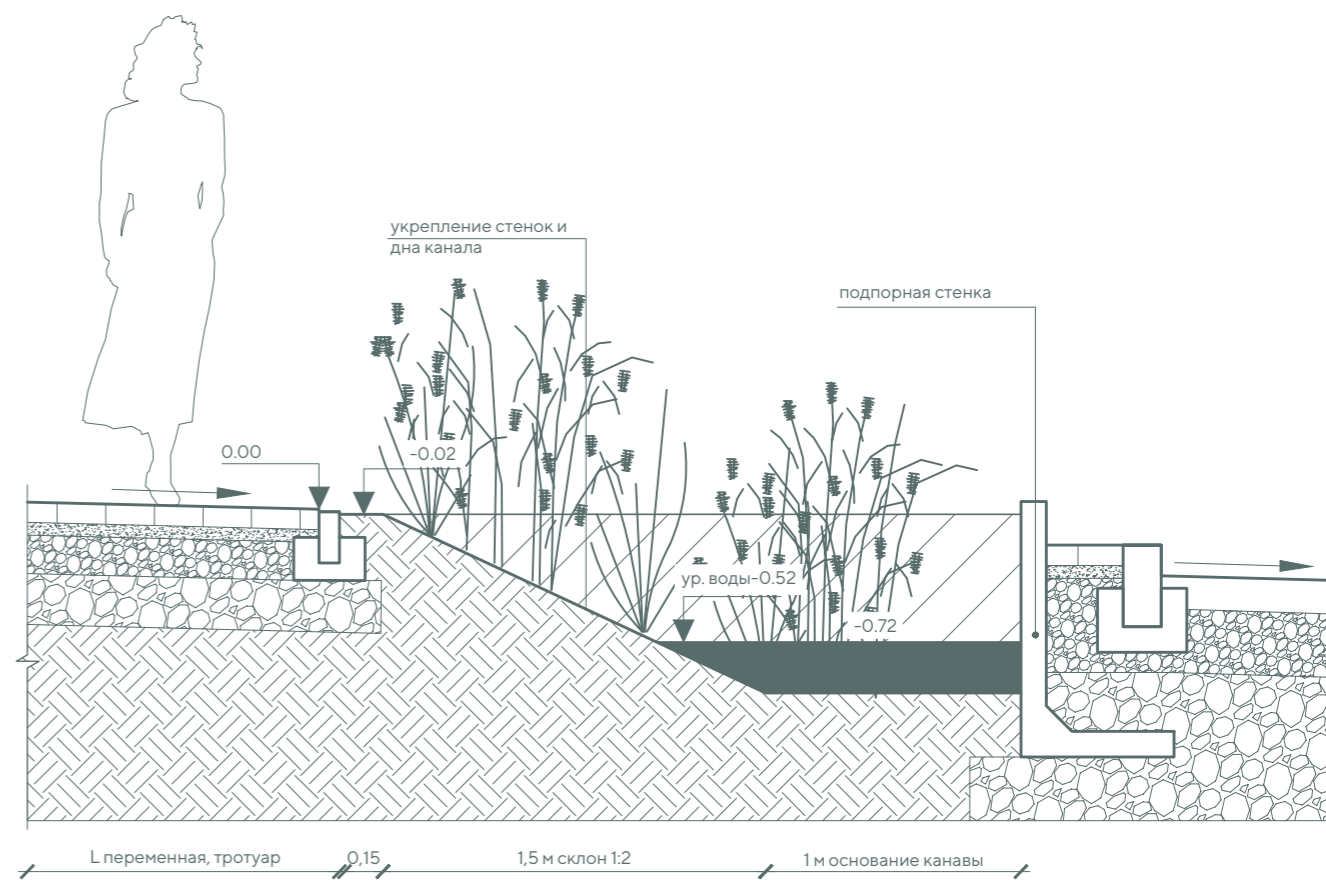 укрепление стенок и
дна канала
подпорная стенка
0.00
-0.02
ур. воды-0.52
-0.72
L переменная, тротуар
0,15
1,5 м склон 1:2
1 м основание канавы